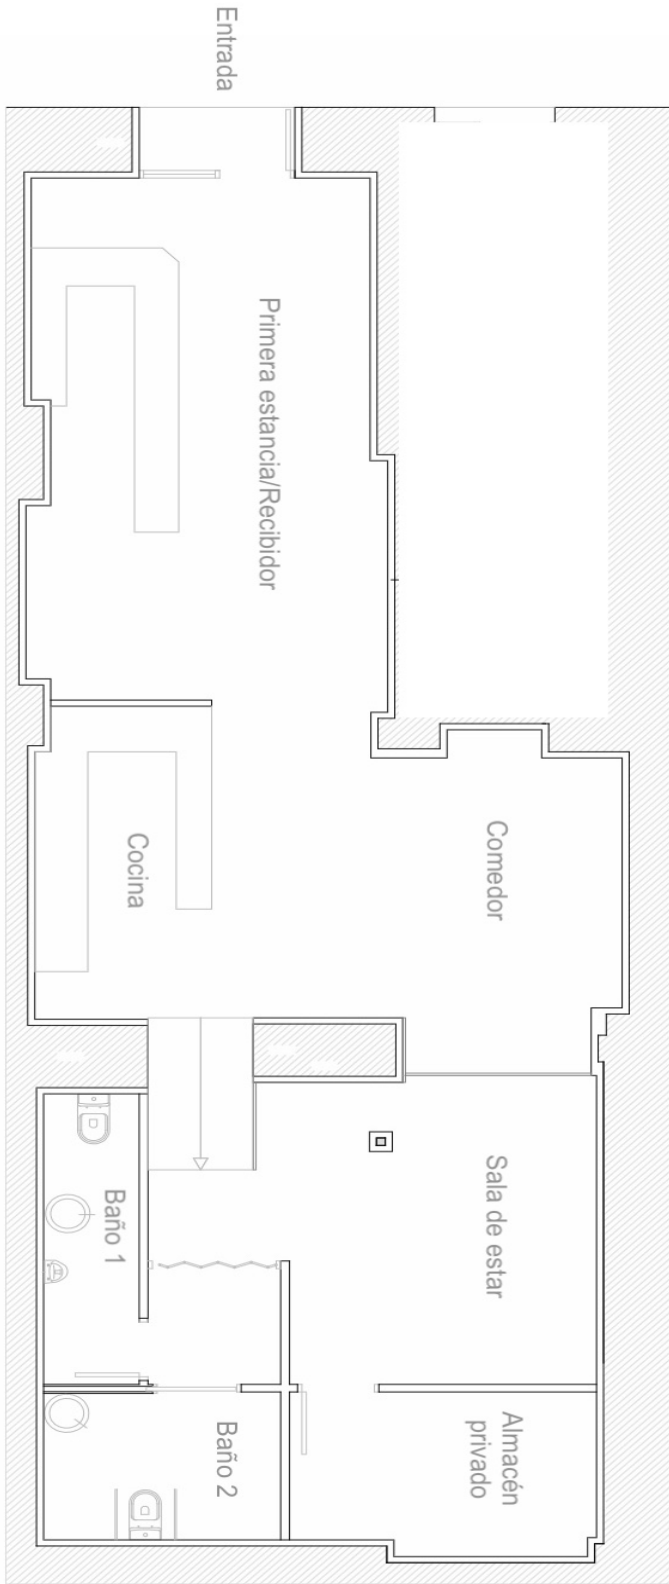 Entrada
Primera estancia/Recibidor
Cocina
Comedor
Sala de estar
Baño 1
Baño 2
Almacén
privado